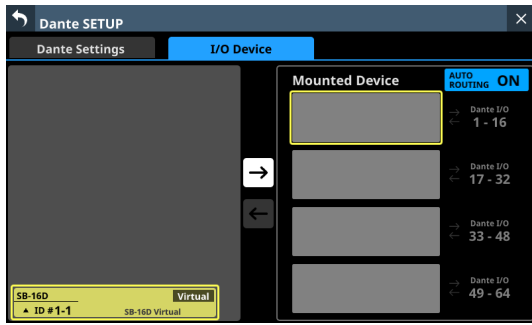 Dante SETUP
Dante Settings
I/O Device
Mounted Device
AUTO ROUTING ON
Dante I/O
1 - 16
Dante I/O
17 - 32
Dante I/O
33 - 48
Dante I/O
49 - 64
SB-16D
Virtual
▲ ID #1-1
SB-16D Virtual